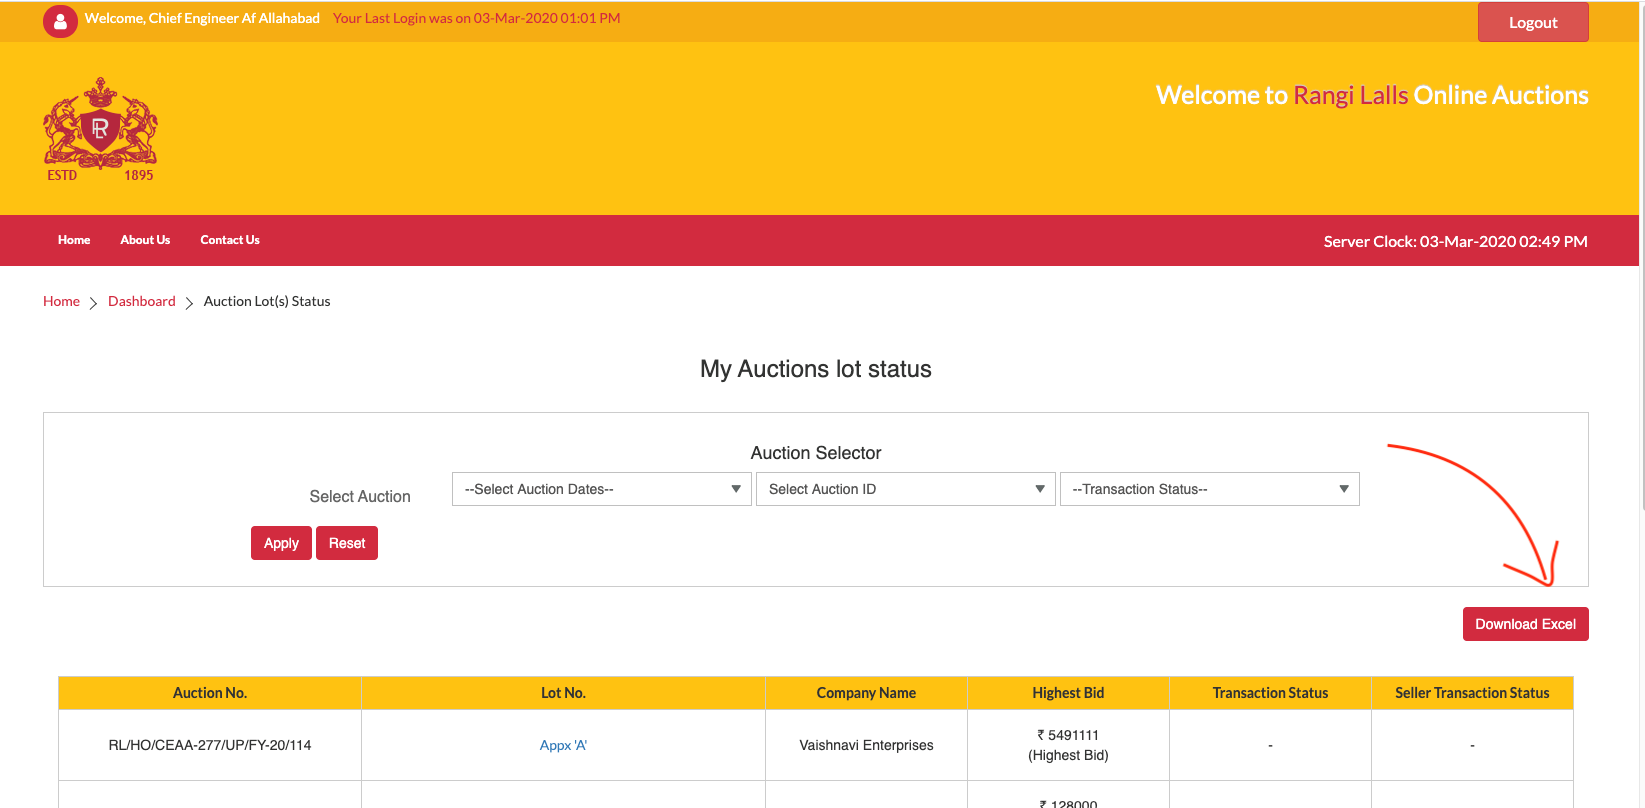 Welcome, Chief Engineer Af Allahabad Your Last Login was on 03-Mar-2020 01:01 PM
Logout
Welcome to Rangi Lalls Online Auctions
RL
ESTD 1895
Home About Us Contact Us
Server Clock: 03-Mar-2020 02:49 PM
Home > Dashboard > Auction Lot(s) Status
My Auctions lot status
Auction Selector
Select Auction --Select Auction Dates-- Select Auction ID --Transaction Status--
Apply Reset
Download Excel
Auction No. Lot No. Company Name Highest Bid Transaction Status Seller Transaction Status
RL/HO/CEAA-277/UP/FY-20/114 Appx 'A' Vaishnavi Enterprises ₹ 5491111 (Highest Bid) - -
₹ 128000